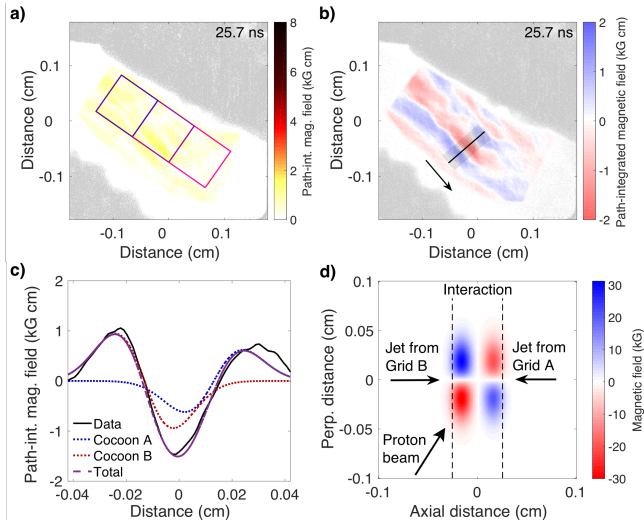 a)
25.7 ns
Distance (cm)
0.1
0
-0.1
-0.1
0
0.1
Distance (cm)
8
6
4
2
0
Path-int. mag. field (kG cm)
b)
25.7 ns
Distance (cm)
0.1
0
-0.1
-0.1
0
0.1
Distance (cm)
2
1
0
-1
-2
Path-integrated magnetic field (kG cm)
c)
Path-int. mag. field (kG cm)
2
1
0
-1
-2
Data
Cocoon A
Cocoon B
Total
-0.04
-0.02
0
0.02
0.04
Distance (cm)
d)
Perp. distance (cm)
0.1
0.05
0
-0.05
-0.1
Interaction
Jet from
Grid B
Jet from
Grid A
Proton
beam
-0.1
0
0.1
Axial distance (cm)
30
20
10
0
-10
-20
-30
Magnetic field (kG)